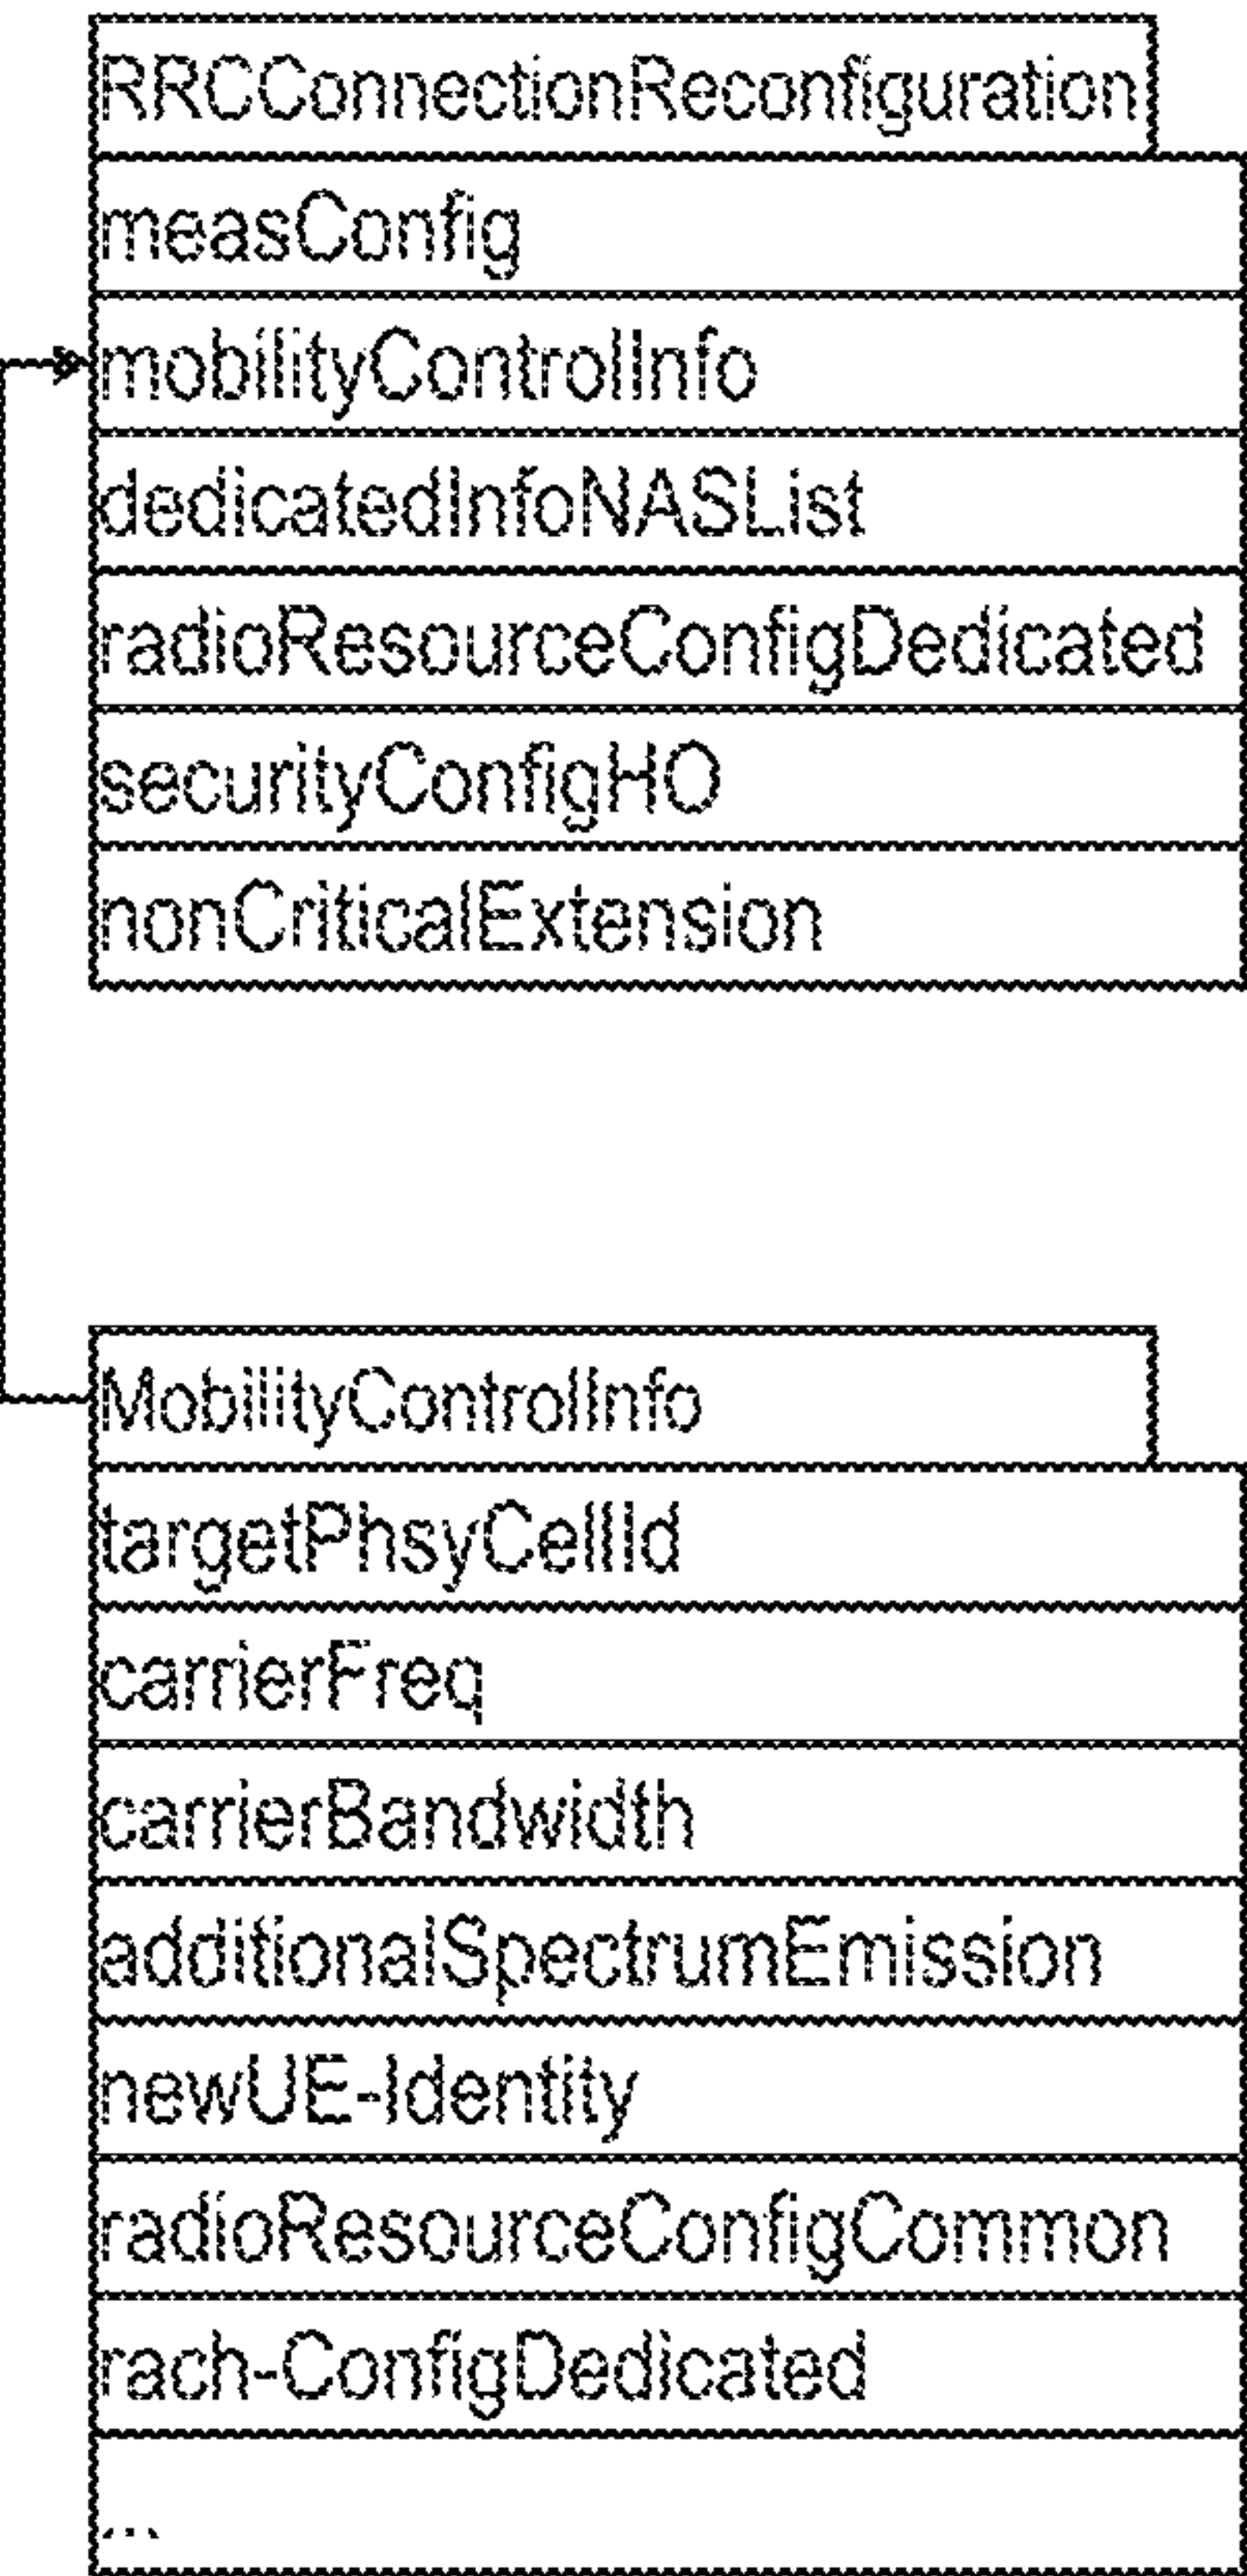 RRCConnectionReconfiguration
measConfig
mobilityControlInfo
dedicatedInfoNASList
radioResourceConfigDedicated
securityConfigHO
nonCriticalExtension
MobilityControlInfo
targetPhsyCellId
carrierFreq
carrierBandwidth
additionalSpectrumEmission
newUE-Identity
radioResourceConfigCommon
rach-ConfigDedicated
...